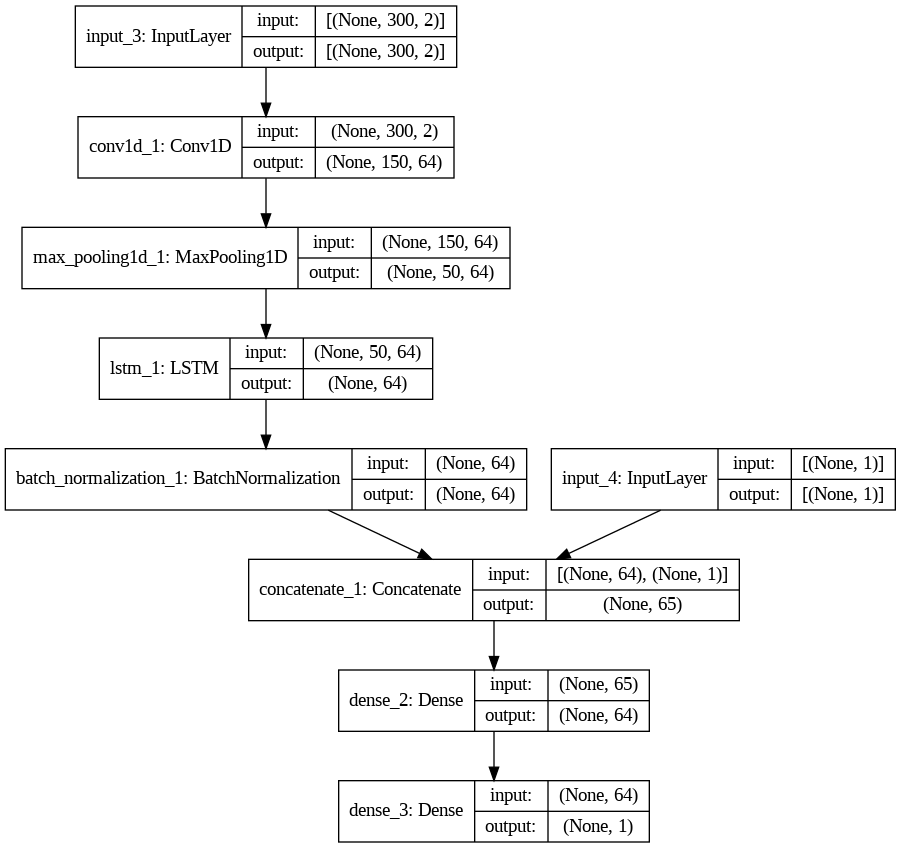 input_3: InputLayer
input: [(None, 300, 2)]
output: [(None, 300, 2)]
conv1d_1: Conv1D
input: (None, 300, 2)
output: (None, 150, 64)
max_pooling1d_1: MaxPooling1D
input: (None, 150, 64)
output: (None, 50, 64)
lstm_1: LSTM
input: (None, 50, 64)
output: (None, 64)
batch_normalization_1: BatchNormalization
input: (None, 64)
output: (None, 64)
input_4: InputLayer
input: [(None, 1)]
output: [(None, 1)]
concatenate_1: Concatenate
input: [(None, 64), (None, 1)]
output: (None, 65)
dense_2: Dense
input: (None, 65)
output: (None, 64)
dense_3: Dense
input: (None, 64)
output: (None, 1)